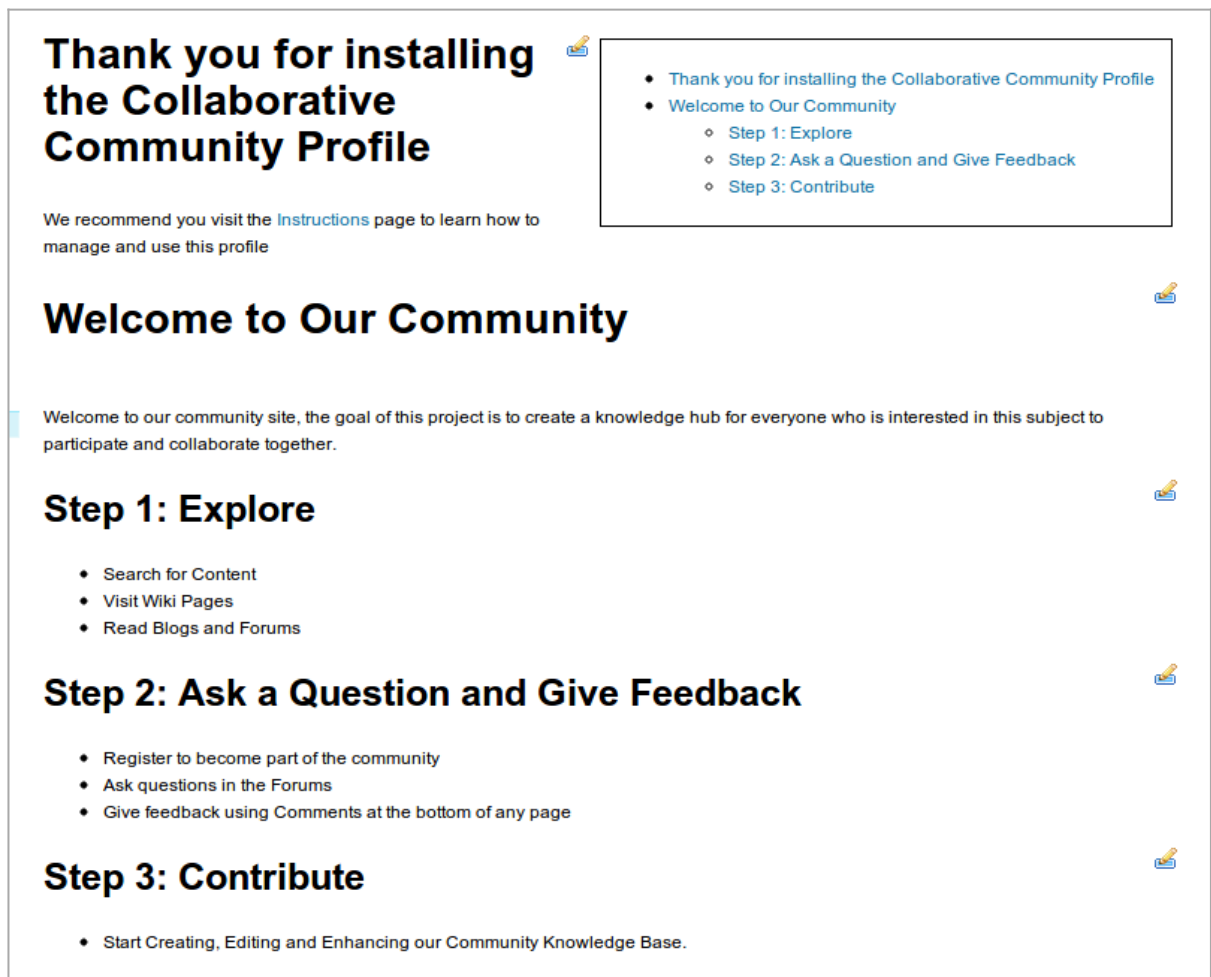 Thank you for installing
the Collaborative
Community Profile
Thank you for installing the Collaborative Community Profile
Welcome to Our Community
Step 1: Explore
Step 2: Ask a Question and Give Feedback
Step 3: Contribute
We recommend you visit the Instructions page to learn how to
manage and use this profile
Welcome to Our Community
Welcome to our community site, the goal of this project is to create a knowledge hub for everyone who is interested in this subject to
participate and collaborate together.
Step 1: Explore
Search for Content
Visit Wiki Pages
Read Blogs and Forums
Step 2: Ask a Question and Give Feedback
Register to become part of the community
Ask questions in the Forums
Give feedback using Comments at the bottom of any page
Step 3: Contribute
Start Creating, Editing and Enhancing our Community Knowledge Base.